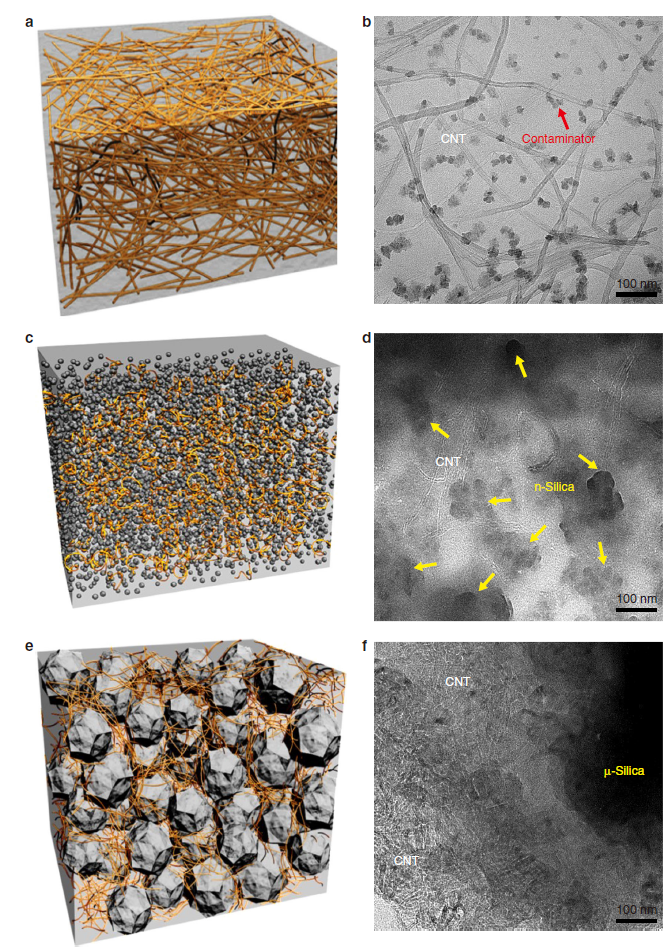 a
b
CNT
Contaminator
100 nm
c
d
CNT
n-Silica
100 nm
e
f
CNT
μ-Silica
CNT
100 nm